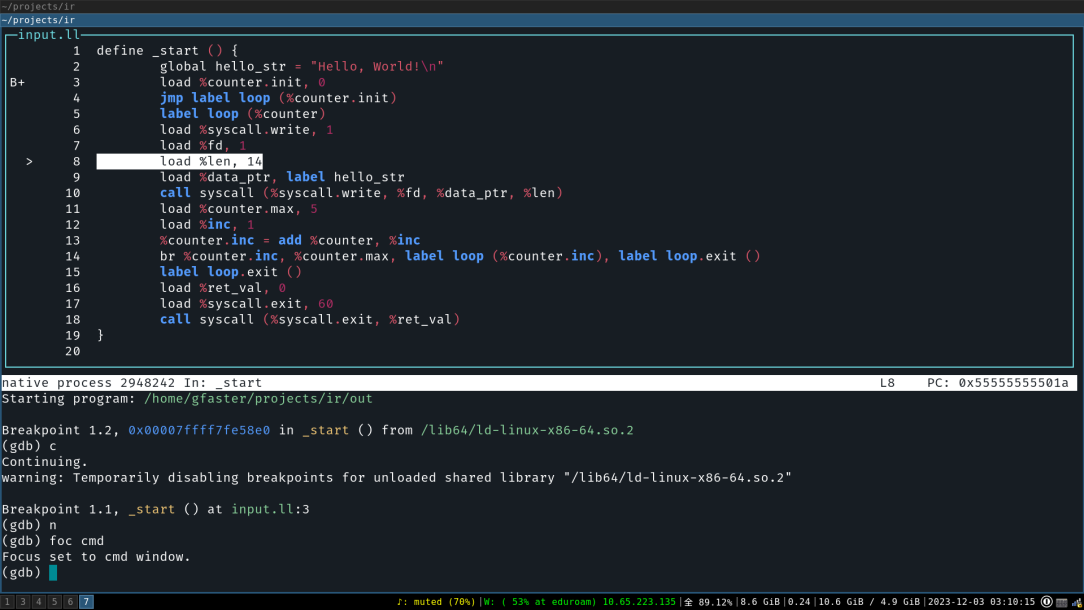 ~/projects/ir
~/projects/ir
input.ll
1 define _start () {
2 global hello_str = "Hello, World!\n"
B+ 3 load %counter.init, 0
4 jmp label loop (%counter.init)
5 label loop (%counter)
6 load %syscall.write, 1
7 load %fd, 1
> 8 load %len, 14
9 load %data_ptr, label hello_str
10 call syscall (%syscall.write, %fd, %data_ptr, %len)
11 load %counter.max, 5
12 load %inc, 1
13 %counter.inc = add %counter, %inc
14 br %counter.inc, %counter.max, label loop (%counter.inc), label loop.exit ()
15 label loop.exit ()
16 load %ret_val, 0
17 load %syscall.exit, 60
18 call syscall (%syscall.exit, %ret_val)
19 }
20
native process 2948242 In: _start L8 PC: 0x55555555501a
Starting program: /home/gfaster/projects/ir/out
Breakpoint 1.2, 0x00007ffff7fe58e0 in _start () from /lib64/ld-linux-x86-64.so.2
(gdb) c
Continuing.
warning: Temporarily disabling breakpoints for unloaded shared library "/lib64/ld-linux-x86-64.so.2"
Breakpoint 1.1, _start () at input.ll:3
(gdb) n
(gdb) foc cmd
Focus set to cmd window.
(gdb)
1 3 4 5 6 7 ♪: muted (70%)|W: ( 53% at eduroam) 10.65.223.135|全 89.12%|8.6 GiB|0.24|10.6 GiB / 4.9 GiB|2023-12-03 03:10:15